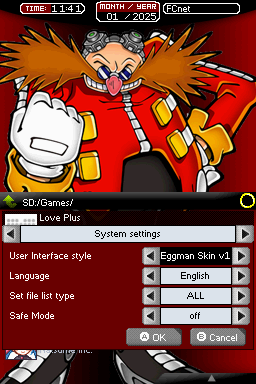 TIME: 11:41
MONTH / YEAR
01 / 2025
FCnet
SD:/Games/
Love Plus
System settings
User Interface style
Eggman Skin v1
Language
English
Set file list type
ALL
Safe Mode
off
A OK
B Cancel
Inc.